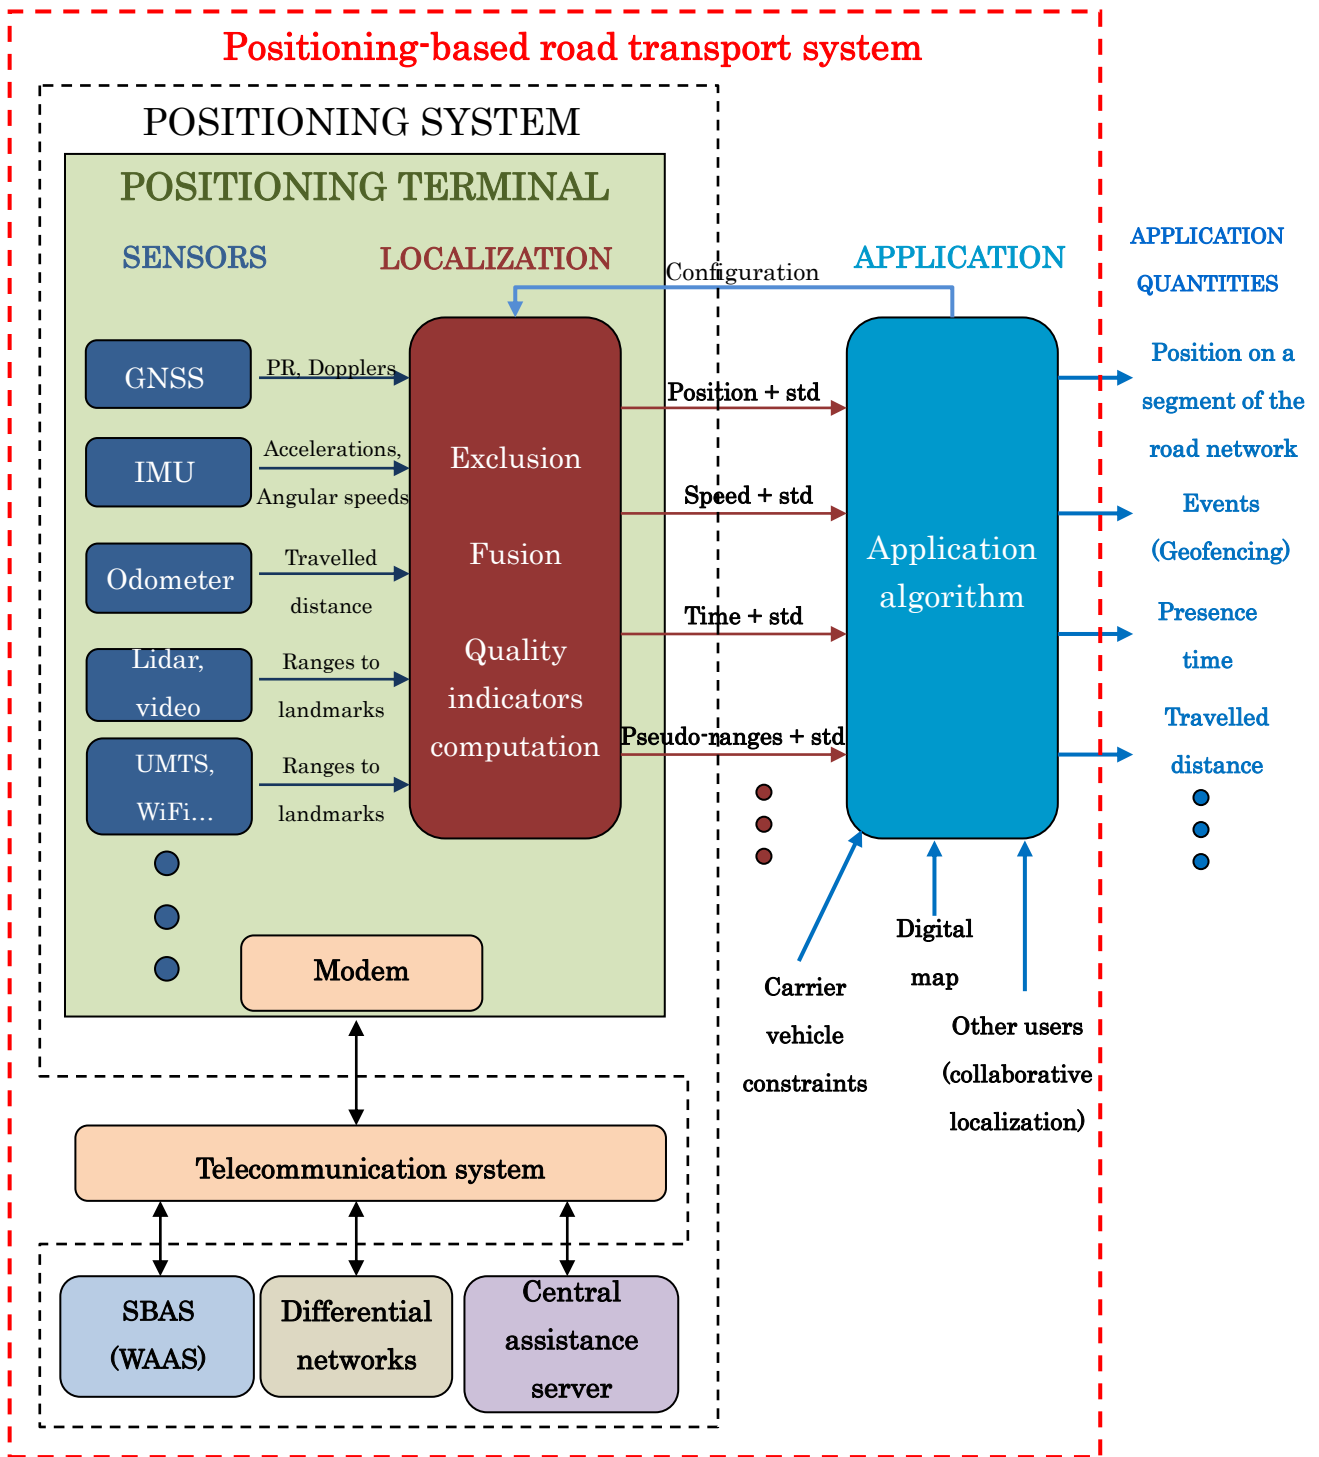 Positioning-based road transport system
POSITIONING SYSTEM
POSITIONING TERMINAL
SENSORS
LOCALIZATION
Configuration
APPLICATION
APPLICATION
QUANTITIES
GNSS
PR, Dopplers
IMU
Accelerations,
Angular speeds
Odometer
Travelled
distance
Lidar,
video
Ranges to
landmarks
UMTS,
WiFi...
Ranges to
landmarks
Exclusion
Fusion
Quality
indicators
computation
Position + std
Speed + std
Time + std
Pseudo-ranges + std
Application
algorithm
Position on a
segment of the
road network
Events
(Geofencing)
Presence
time
Travelled
distance
Carrier
vehicle
constraints
Digital
map
Other users
(collaborative
localization)
Modem
Telecommunication system
SBAS
(WAAS)
Differential
networks
Central
assistance
server